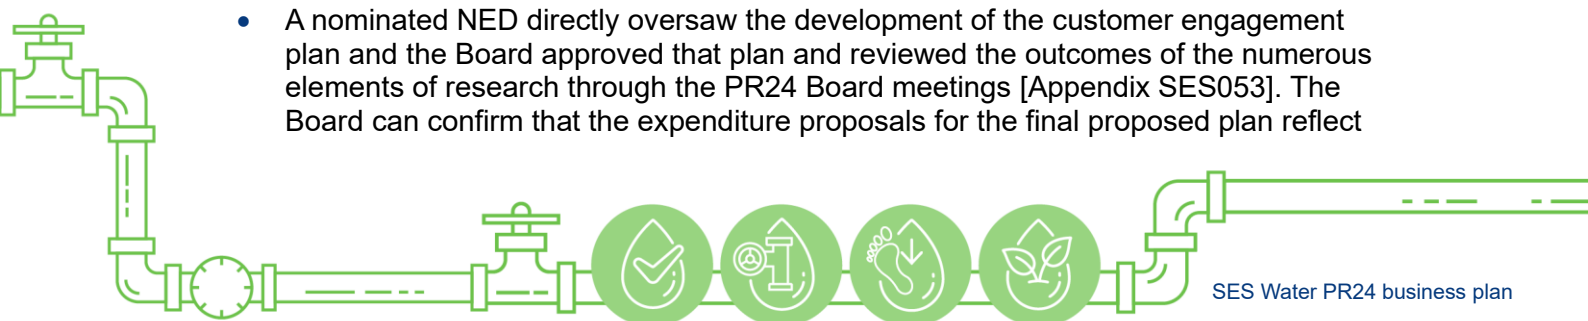 • A nominated NED directly oversaw the development of the customer engagement
plan and the Board approved that plan and reviewed the outcomes of the numerous
elements of research through the PR24 Board meetings [Appendix SES053]. The
Board can confirm that the expenditure proposals for the final proposed plan reflect
SES Water PR24 business plan